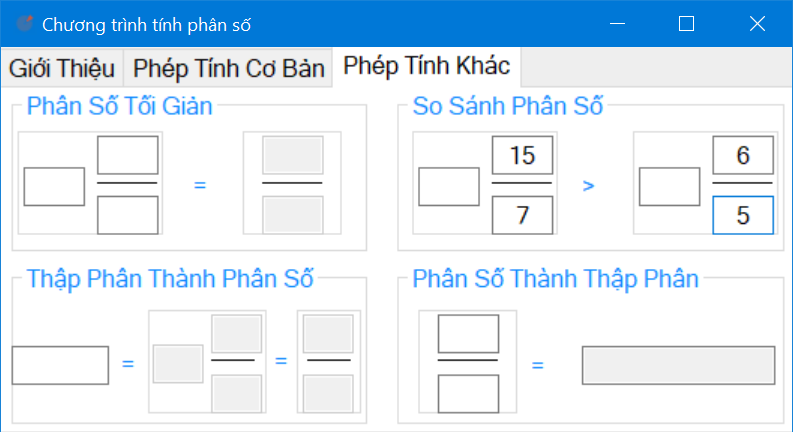 Chương trình tính phân số
Giới Thiệu Phép Tính Cơ Bản Phép Tính Khác
Phân Số Tối Giản
=
So Sánh Phân Số
15
7
>
6
5
Thập Phân Thành Phân Số
= =
Phân Số Thành Thập Phân
=